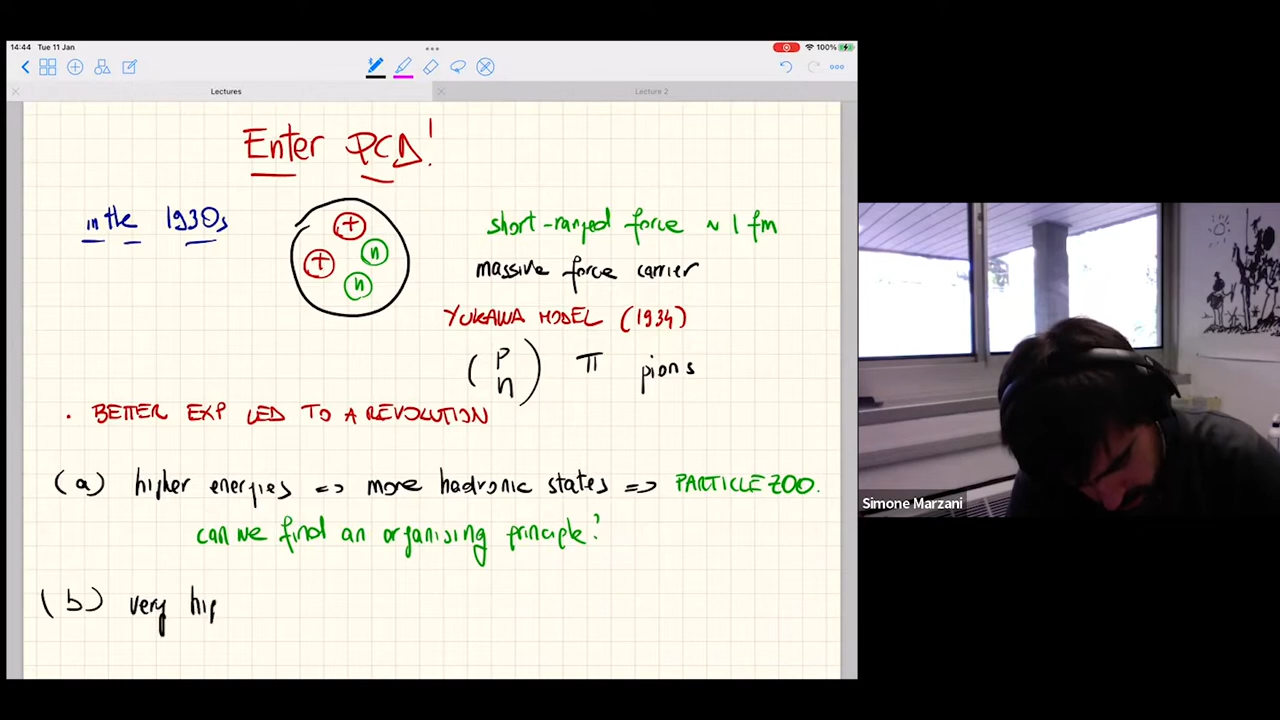 14:44 Tue 11 Jan
100%
Lectures
Lecture 2
Enter QCD!
in the 1930s
+
+
n
n
short-ranged force ~ 1 fm
massive force carrier
YUKAWA MODEL (1934)
(p n) π pions
• BETTER EXP LED TO A REVOLUTION
(a) higher energies => more hadronic states => PARTICLE ZOO.
can we find an organising principle?
(b) very hig
Simone Marzani